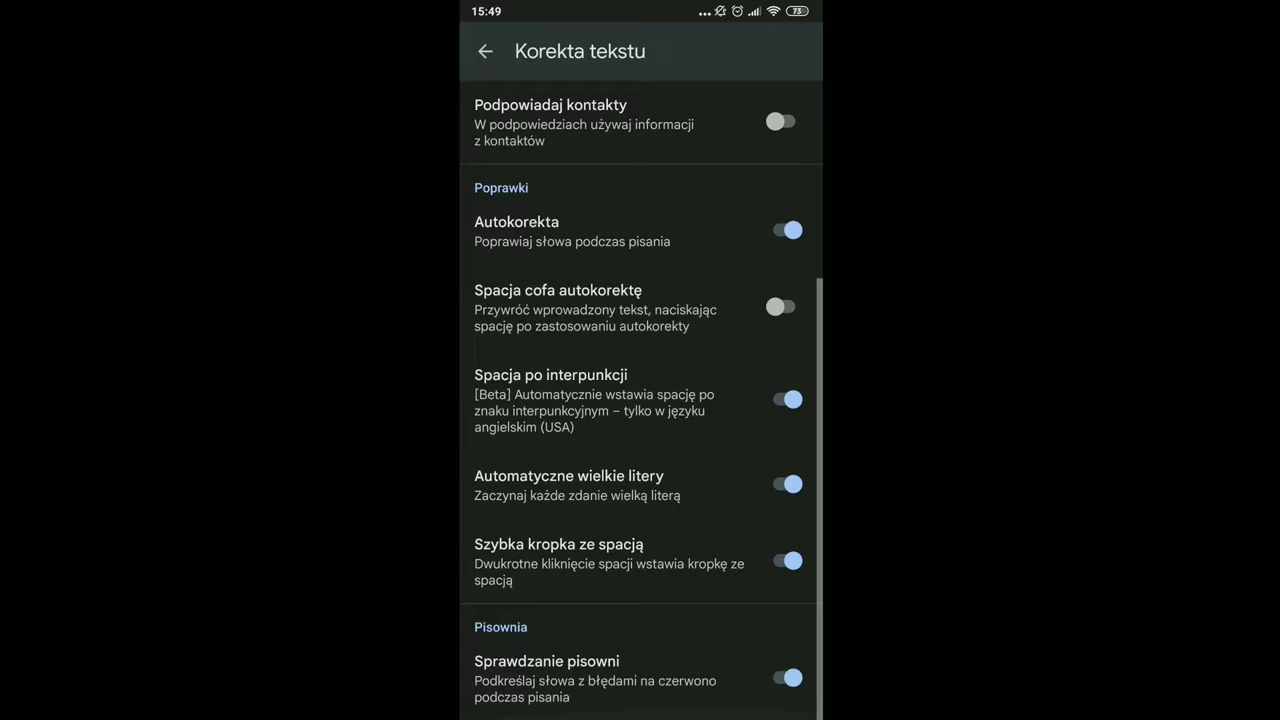 15:49
73
Korekta tekstu
Podpowiadaj kontakty
W podpowiedziach używaj informacji
z kontaktów
Poprawki
Autokorekta
Poprawiaj słowa podczas pisania
Spacja cofa autokorektę
Przywróć wprowadzony tekst, naciskając
spację po zastosowaniu autokorekty
Spacja po interpunkcji
[Beta] Automatycznie wstawia spację po
znaku interpunkcyjnym – tylko w języku
angielskim (USA)
Automatyczne wielkie litery
Zaczynaj każde zdanie wielką literą
Szybka kropka ze spacją
Dwukrotne kliknięcie spacji wstawia kropkę ze
spacją
Pisownia
Sprawdzanie pisowni
Podkreślaj słowa z błędami na czerwono
podczas pisania